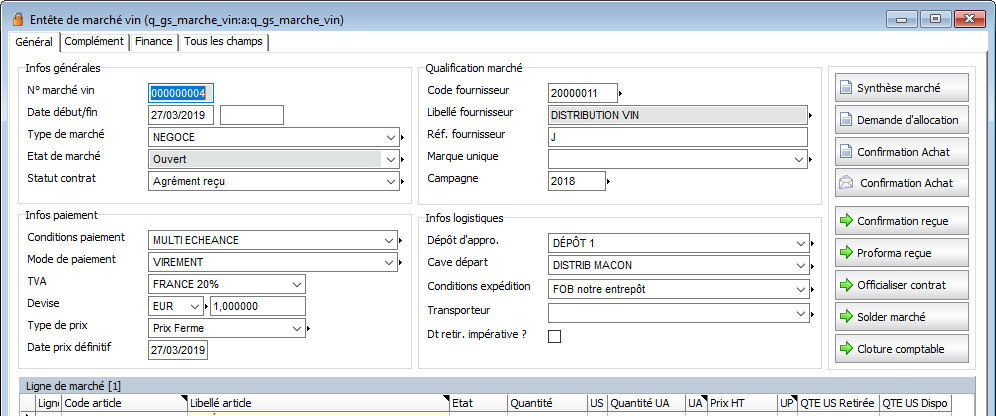 Entête de marché vin (q_gs_marche_vin:a:q_gs_marche_vin)
Général Complément Finance Tous les champs
Infos générales
N° marché vin 000000004
Date début/fin 27/03/2019
Type de marché NEGOCE
Etat de marché Ouvert
Statut contrat Agrément reçu
Qualification marché
Code fournisseur 20000011
Libellé fournisseur DISTRIBUTION VIN
Réf. fournisseur J
Marque unique
Campagne 2018
Infos paiement
Conditions paiement MULTI ECHEANCE
Mode de paiement VIREMENT
TVA FRANCE 20%
Devise EUR 1,000000
Type de prix Prix Ferme
Date prix définitif 27/03/2019
Infos logistiques
Dépôt d'appro. DÉPÔT 1
Cave départ DISTRIB MACON
Conditions expédition FOB notre entrepôt
Transporteur
Dt retir. impérative ?
Synthèse marché
Demande d'allocation
Confirmation Achat
Confirmation Achat
Confirmation reçue
Proforma reçue
Officialiser contrat
Solder marché
Cloture comptable
Ligne de marché [1]
Lign Code article Libellé article Etat Quantité US Quantité UA UA Prix HT UP QTE US Retirée QTE US Dispo